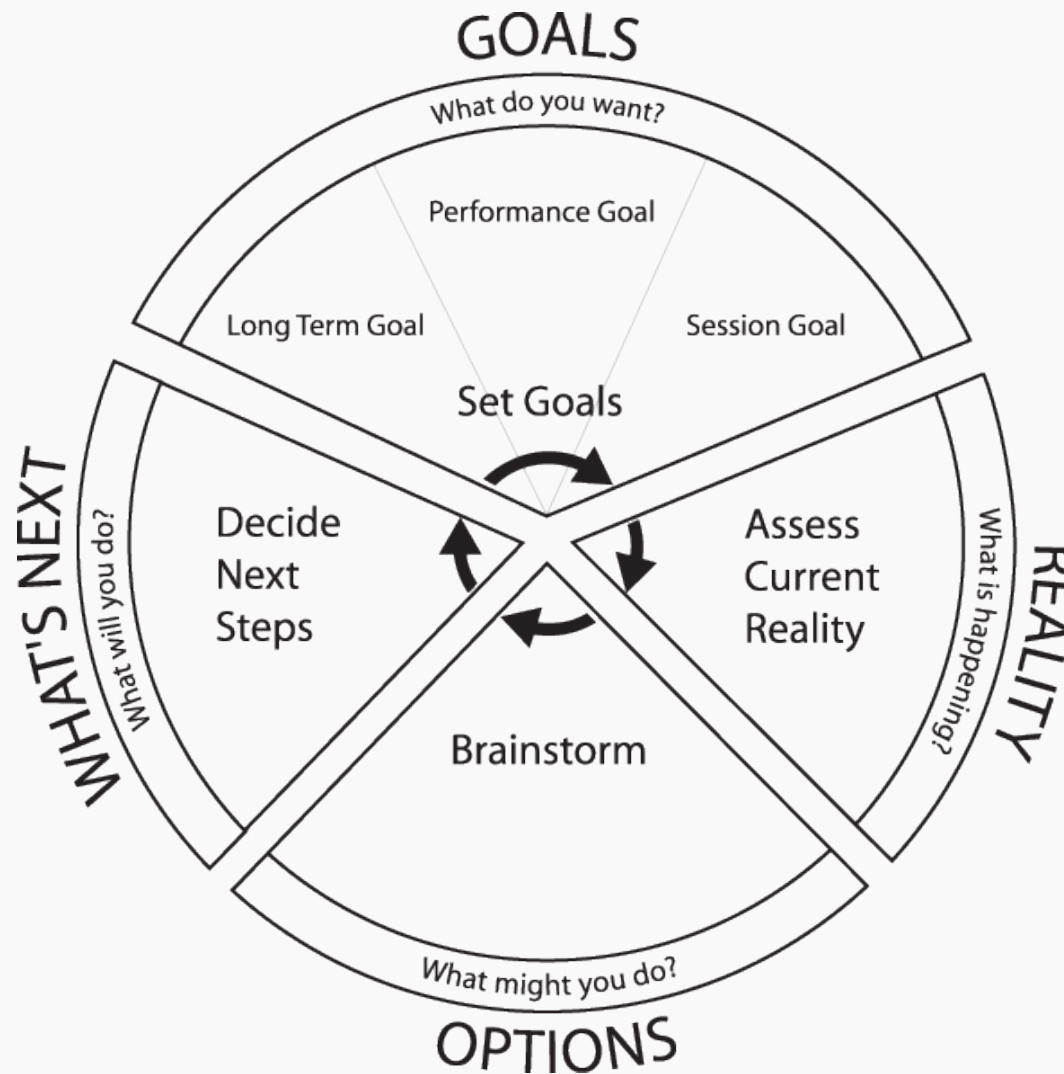 GOALS
What do you want?
Performance Goal
Long Term Goal
Session Goal
Set Goals
WHAT'S NEXT
What will you do?
Decide
Next
Steps
Assess
Current
Reality
What is happening?
REALITY
Brainstorm
What might you do?
OPTIONS